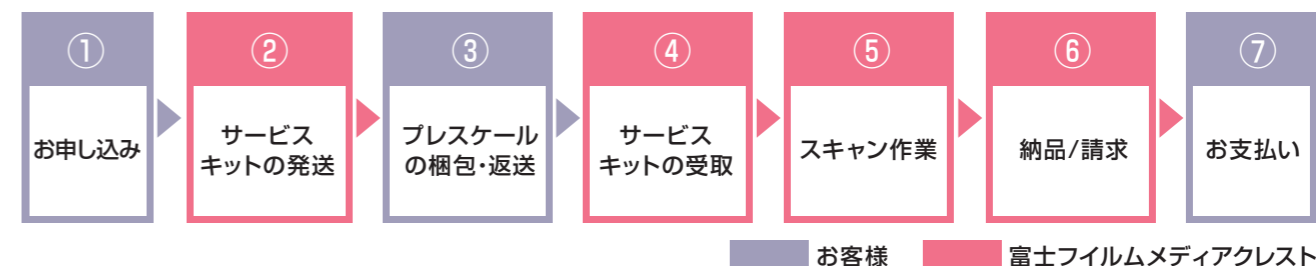 ①
お申し込み
②
サービス
キットの発送
③
プレスケール
の梱包・返送
④
サービス
キットの受取
⑤
スキャン作業
⑥
納品/請求
⑦
お支払い
お客様
富士フイルムメディアクレスト